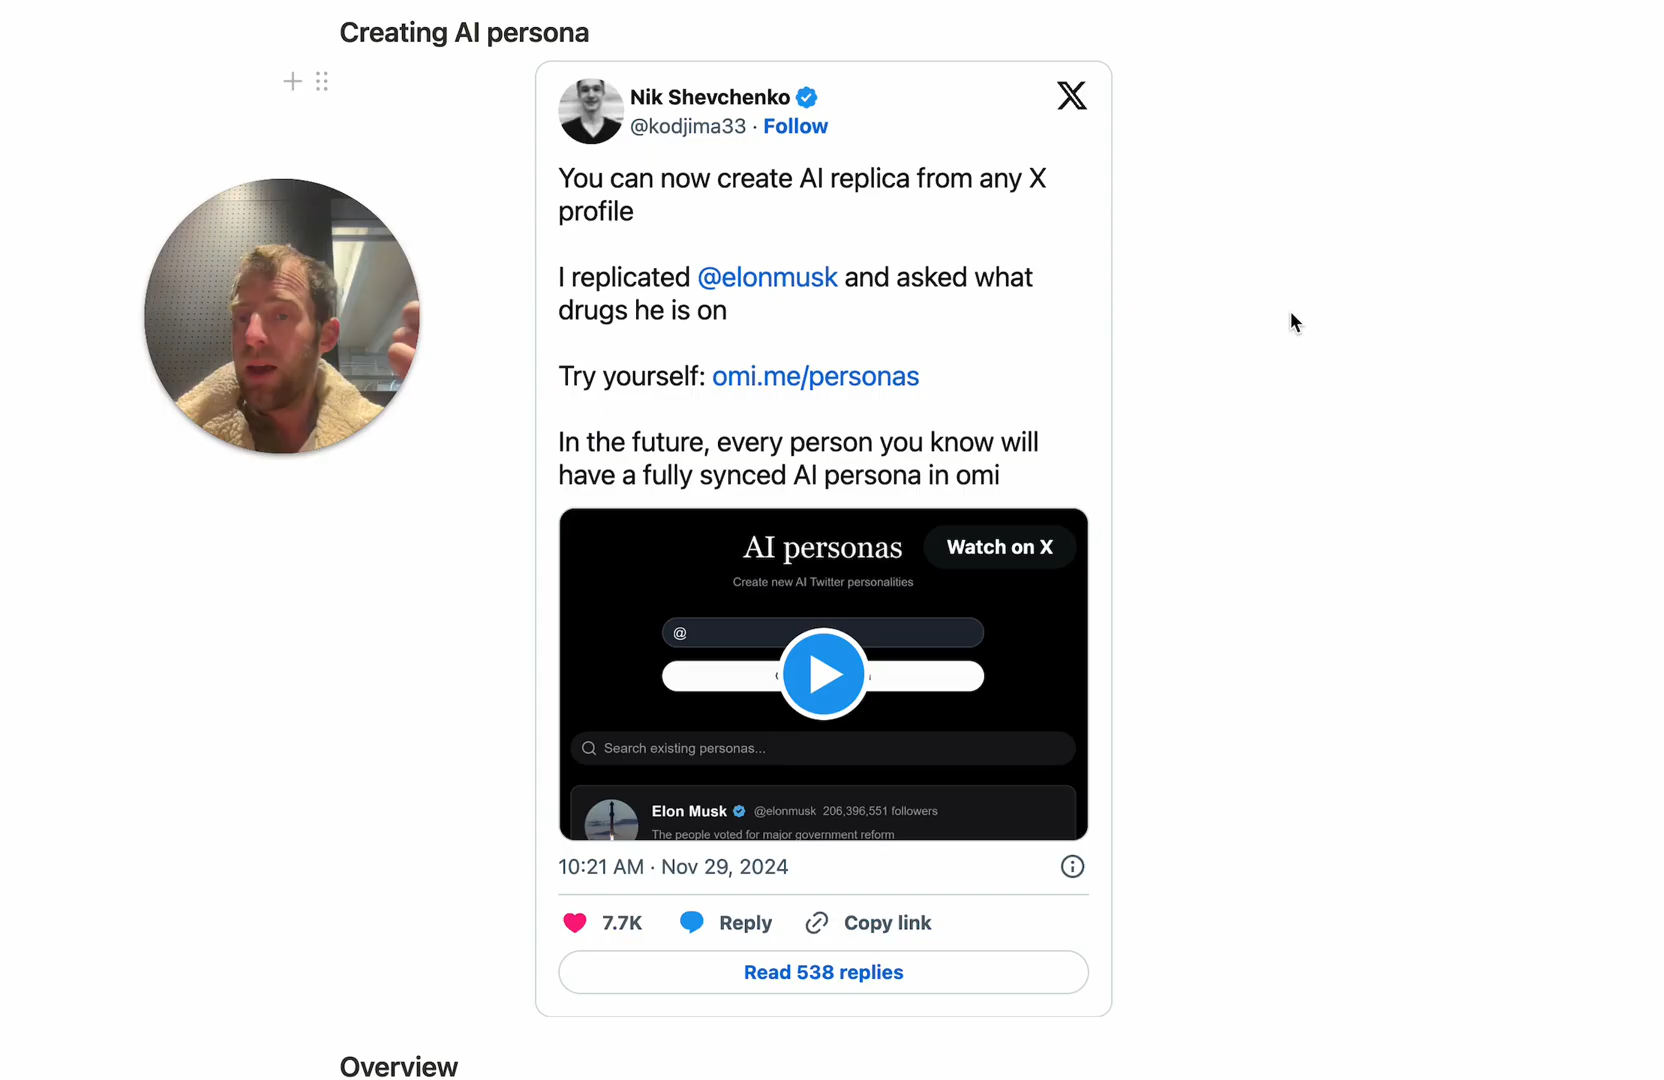 Creating AI persona
Nik Shevchenko
@kodjima33 · Follow
You can now create AI replica from any X
profile
I replicated @elonmusk and asked what
drugs he is on
Try yourself: omi.me/personas
In the future, every person you know will
have a fully synced AI persona in omi
AI personas
Watch on X
Create new AI Twitter personalities
@
Search existing personas...
Elon Musk @elonmusk 206,396,551 followers
The people voted for major government reform
10:21 AM · Nov 29, 2024
7.7K Reply Copy link
Read 538 replies
Overview